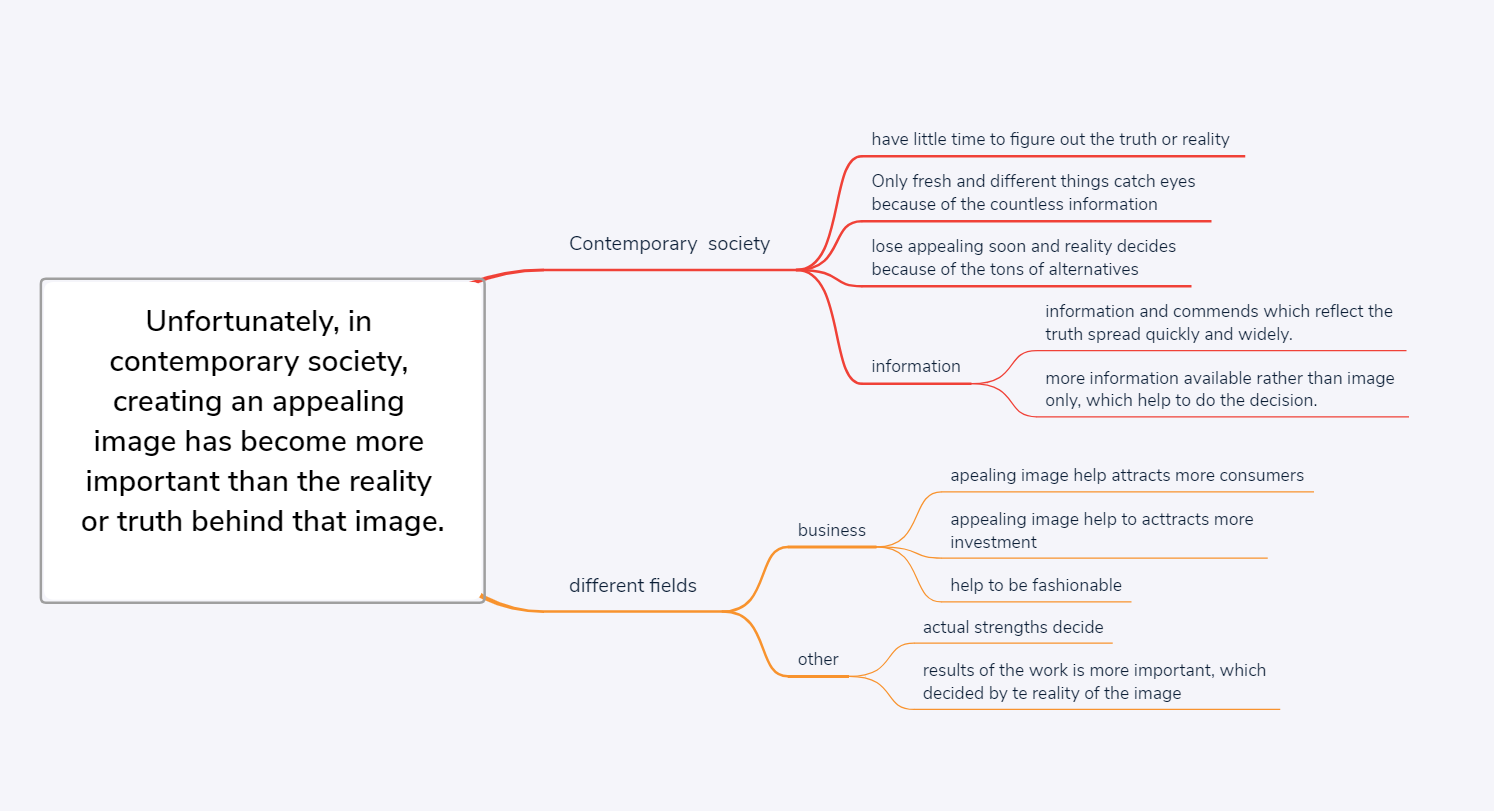 Unfortunately, in
contemporary society,
creating an appealing
image has become more
important than the reality
or truth behind that image.
Contemporary  society
have little time to figure out the truth or reality
Only fresh and different things catch eyes
because of the countless information
lose appealing soon and reality decides
because of the tons of alternatives
information
information and commends which reflect the
truth spread quickly and widely.
more information available rather than image
only, which help to do the decision.
different fields
business
apealing image help attracts more consumers
appealing image help to acttracts more
investment
help to be fashionable
other
actual strengths decide
results of the work is more important, which
decided by te reality of the image